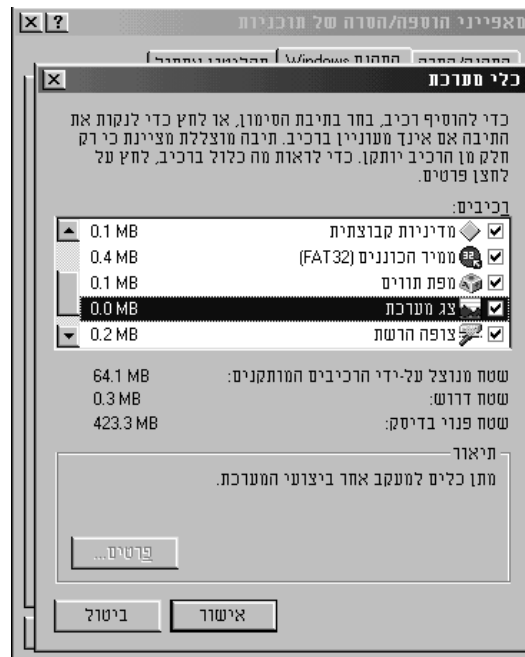 מאפייני הוספה/הסרה של תוכניות
התקנת Windows
כלי מערכת
כדי להוסיף רכיב, בחר בתיבת הסימון, או לחץ כדי לנקות את
התיבה אם אינך מעוניין ברכיב. תיבה מוצללת מציינת כי רק
חלק מן הרכיב יותקן. כדי לראות מה כלול ברכיב, לחץ על
לחצן פרטים.
רכיבים:
מדיניות קבוצתית 0.1 MB
ממיר הכוננים (FAT32) 0.4 MB
מפת תווים 0.1 MB
צג מערכת 0.0 MB
צופה הרשת 0.2 MB
שטח מנוצל על-ידי הרכיבים המותקנים: 64.1 MB
שטח דרוש: 0.3 MB
שטח פנוי בדיסק: 423.3 MB
תיאור
מתן כלים למעקב אחר ביצועי המערכת.
פרטים...
אישור ביטול